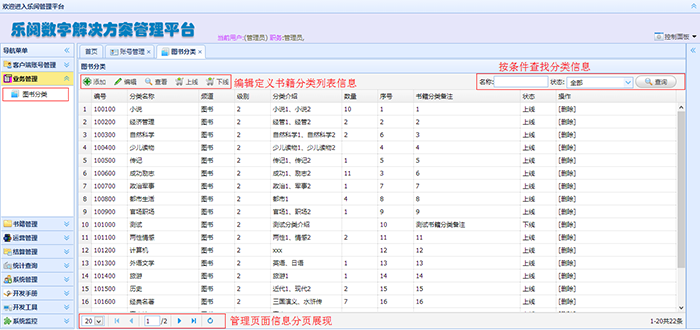 欢迎进入乐阅管理平台
乐阅数字解决方案管理平台
当前用户:(管理员) 职务:管理员,
控制面板
导航菜单
首页 账号管理 图书分类
客户端账号管理
业务管理
图书分类
书籍管理
运营管理
结算管理
统计查询
系统管理
开发手册
开发工具
系统监控
图书分类
按条件查找分类信息
添加 编辑 查看 上线 下线
编辑定义书籍分类列表信息
名称: 状态: 全部 查询
编号 分类名称 频道 级别 分类介绍 数量 序号 书籍分类备注 状态 操作
1 100100 小说 图书 2 小说1、小说2 10 1 1 上线 [删除]
2 100200 经济管理 图书 2 经管1、经管2 2 2 2 上线 [删除]
3 100300 自然科学 图书 2 自然科学1、自然科学2 2 6 3 上线 [删除]
4 100400 少儿读物 图书 2 少儿读物1、少儿读物2 4 4 上线 [删除]
5 100500 传记 图书 2 传记1、传记2 1 5 5 上线 [删除]
6 100600 成功励志 图书 2 成功1、励志2 11 3 6 上线 [删除]
7 100700 政治军事 图书 2 政治1、军事2 1 7 7 上线 [删除]
8 100800 都市生活 图书 2 都市1 4 8 8 上线 [删除]
9 100900 官场职场 图书 2 官场1、职场2 1 9 9 上线 [删除]
10 101000 测试 图书 2 测试分类介绍 10 测试书籍分类备注 下线 [删除]
11 101100 两性情感 图书 2 两性1、情感2 2 11 11 上线 [删除]
12 101200 计算机 图书 2 xxx 12 12 上线 [删除]
13 101300 外语文学 图书 2 英语、日语 1 13 13 上线 [删除]
14 101400 旅游 图书 2 旅游1 1 14 14 上线 [删除]
15 101500 历史 图书 2 近代1、现代2 2 15 15 上线 [删除]
16 101600 经典名著 图书 2 三国演义、水浒传 7 16 16 上线 [删除]
20 1 /2
管理页面信息分页展现
1-20共22条